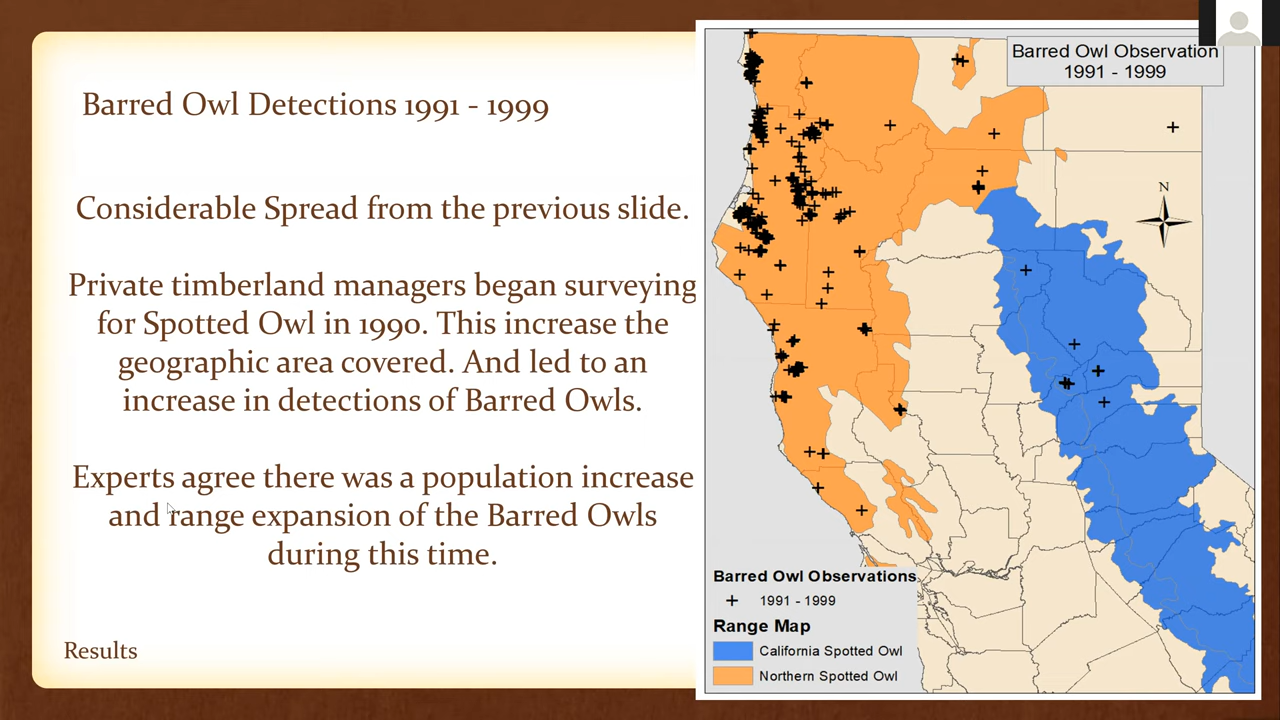 Barred Owl Detections 1991 - 1999
Considerable Spread from the previous slide.
Private timberland managers began surveying
for Spotted Owl in 1990. This increase the
geographic area covered. And led to an
increase in detections of Barred Owls.
Experts agree there was a population increase
and range expansion of the Barred Owls
during this time.
Results
Barred Owl Observation
1991 - 1999
N
Barred Owl Observations
1991 - 1999
Range Map
California Spotted Owl
Northern Spotted Owl